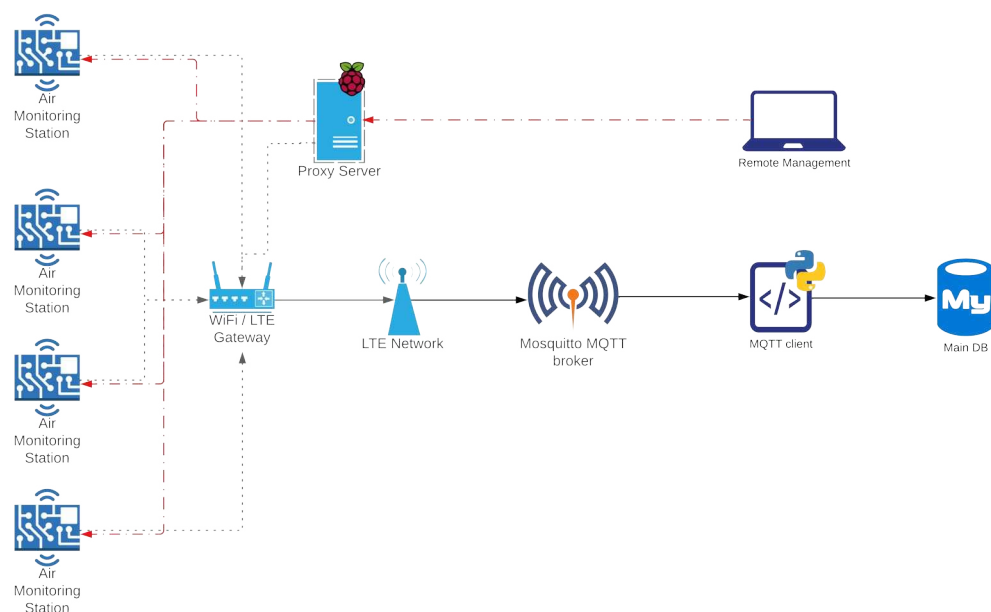 Air
Monitoring
Station
Proxy Server
Remote Management
Air
Monitoring
Station
WiFi / LTE
Gateway
LTE Network
Mosquitto MQTT
broker
</>
MQTT client
My
Main DB
Air
Monitoring
Station
Air
Monitoring
Station